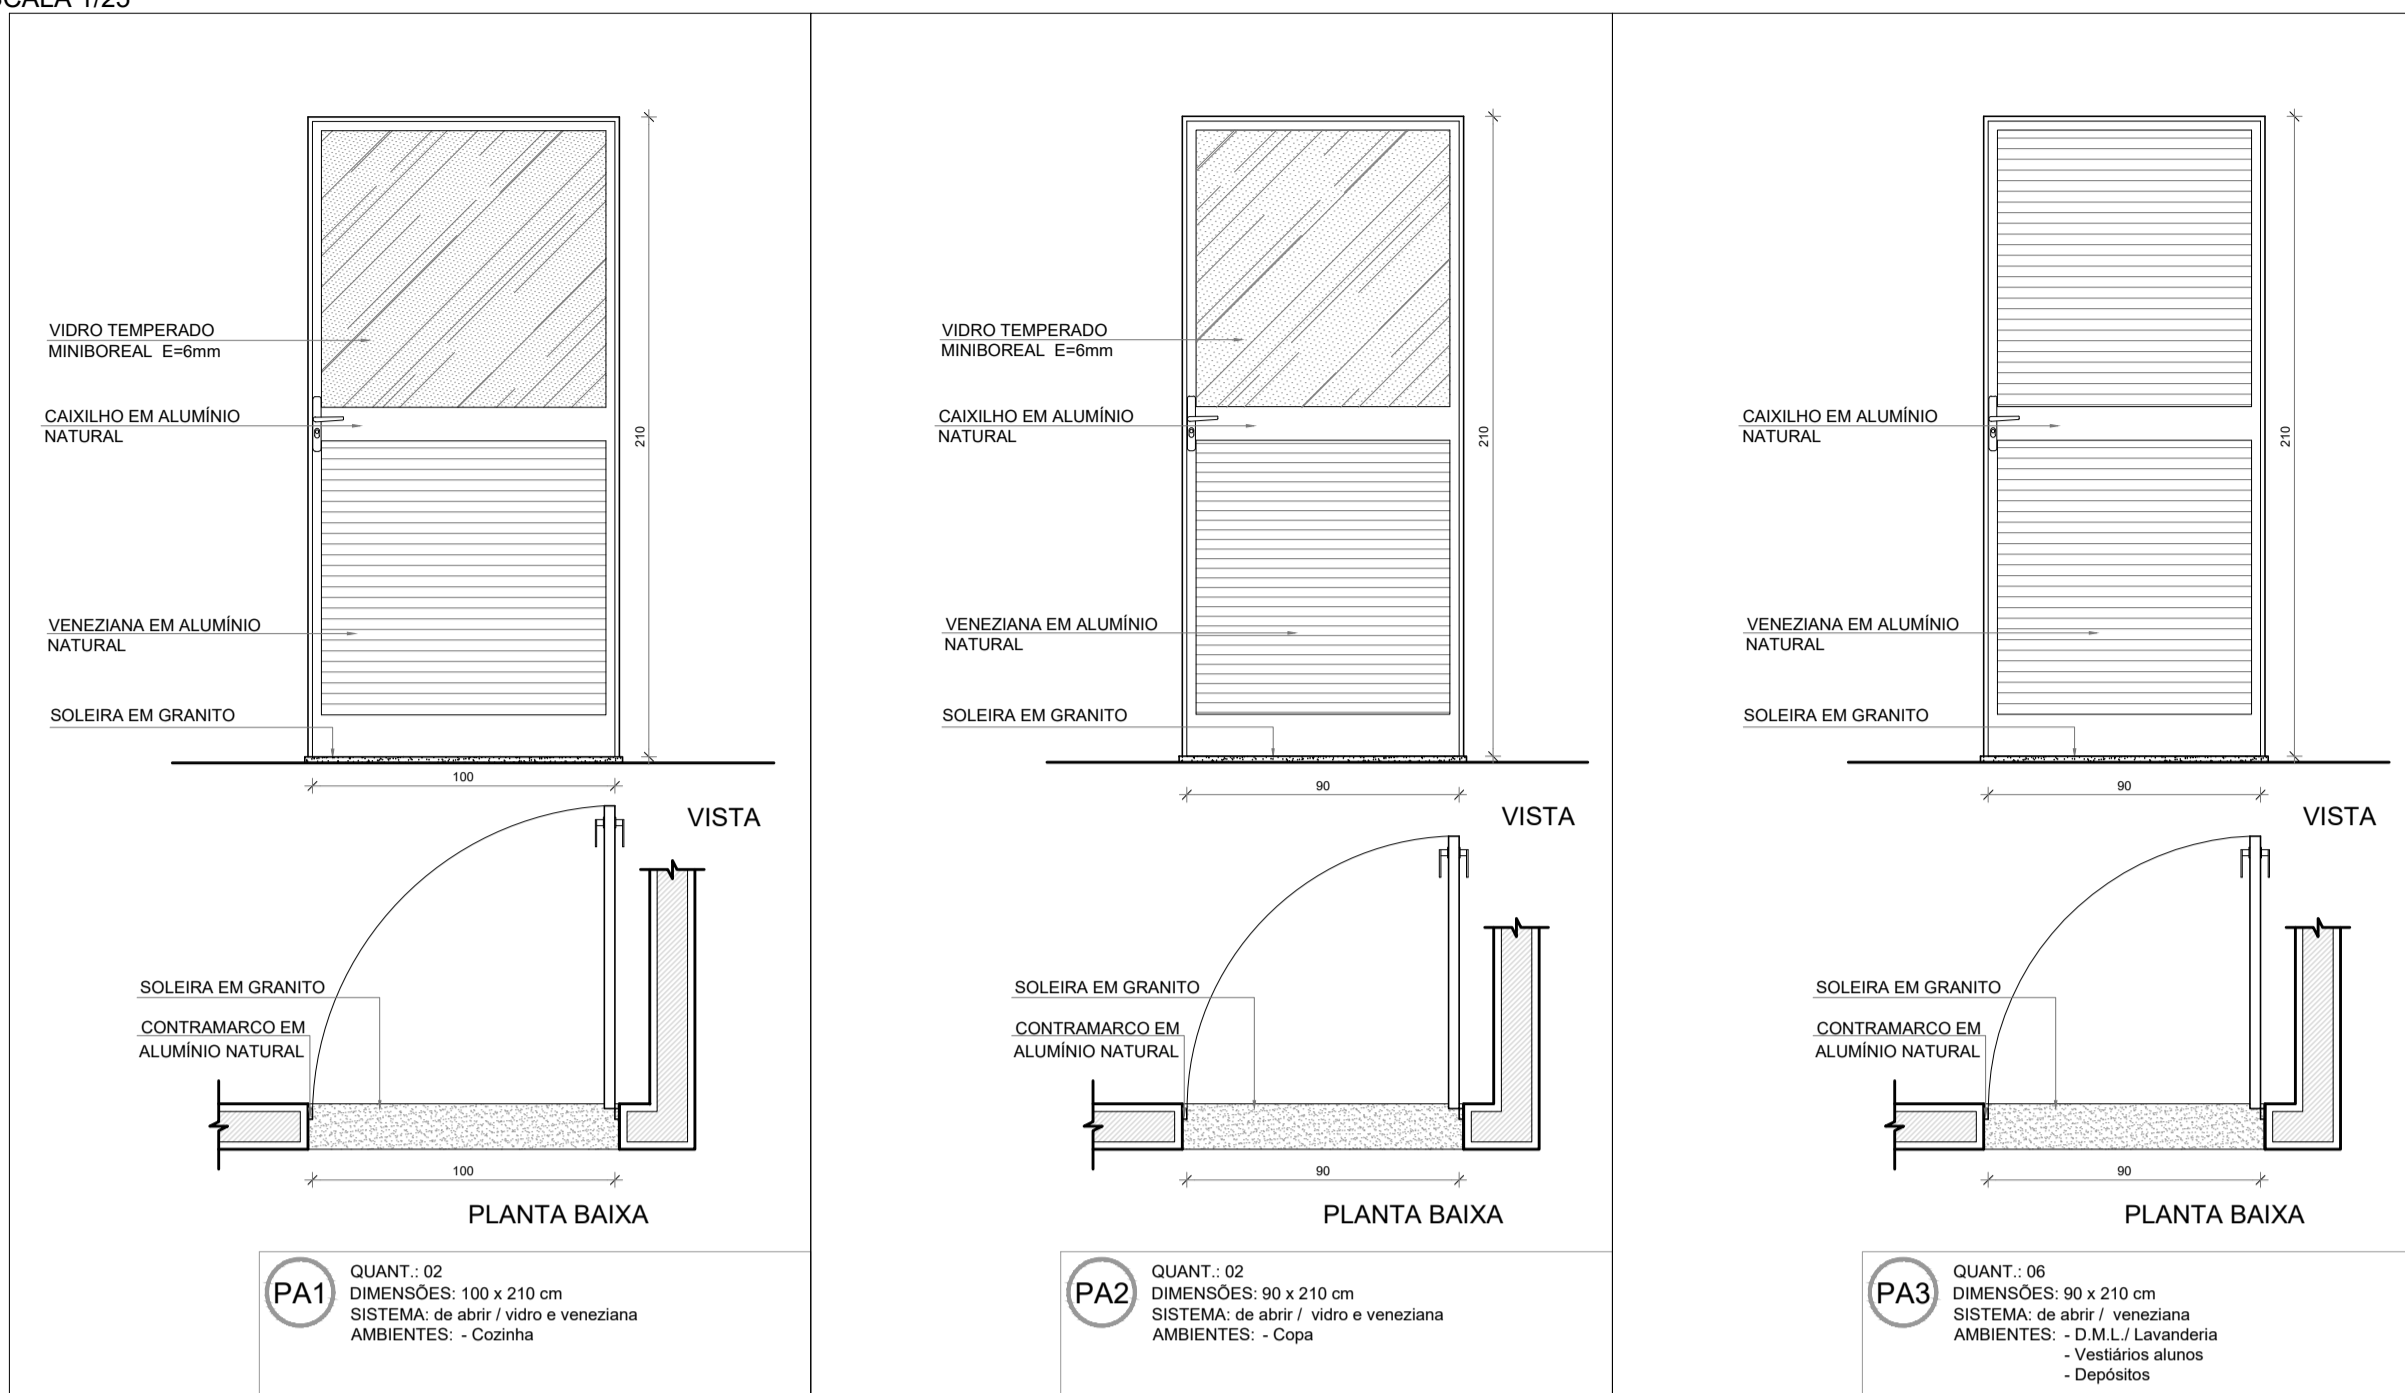 ESCALA 1/25
VIDRO TEMPERADO
MINIBOREAL E=6mm
CAIXILHO EM ALUMÍNIO
NATURAL
210
VENEZIANA EM ALUMÍNIO
NATURAL
SOLEIRA EM GRANITO
100
VISTA
SOLEIRA EM GRANITO
CONTRAMARCO EM
ALUMÍNIO NATURAL
100
PLANTA BAIXA
PA1
QUANT.: 02
DIMENSÕES: 100 x 210 cm
SISTEMA: de abrir / vidro e veneziana
AMBIENTES: - Cozinha
VIDRO TEMPERADO
MINIBOREAL E=6mm
CAIXILHO EM ALUMÍNIO
NATURAL
210
VENEZIANA EM ALUMÍNIO
NATURAL
SOLEIRA EM GRANITO
90
VISTA
SOLEIRA EM GRANITO
CONTRAMARCO EM
ALUMÍNIO NATURAL
90
PLANTA BAIXA
PA2
QUANT.: 02
DIMENSÕES: 90 x 210 cm
SISTEMA: de abrir / vidro e veneziana
AMBIENTES: - Copa
CAIXILHO EM ALUMÍNIO
NATURAL
210
VENEZIANA EM ALUMÍNIO
NATURAL
SOLEIRA EM GRANITO
90
VISTA
SOLEIRA EM GRANITO
CONTRAMARCO EM
ALUMÍNIO NATURAL
90
PLANTA BAIXA
PA3
QUANT.: 06
DIMENSÕES: 90 x 210 cm
SISTEMA: de abrir / veneziana
AMBIENTES: - D.M.L./ Lavanderia
- Vestiários alunos
- Depósitos